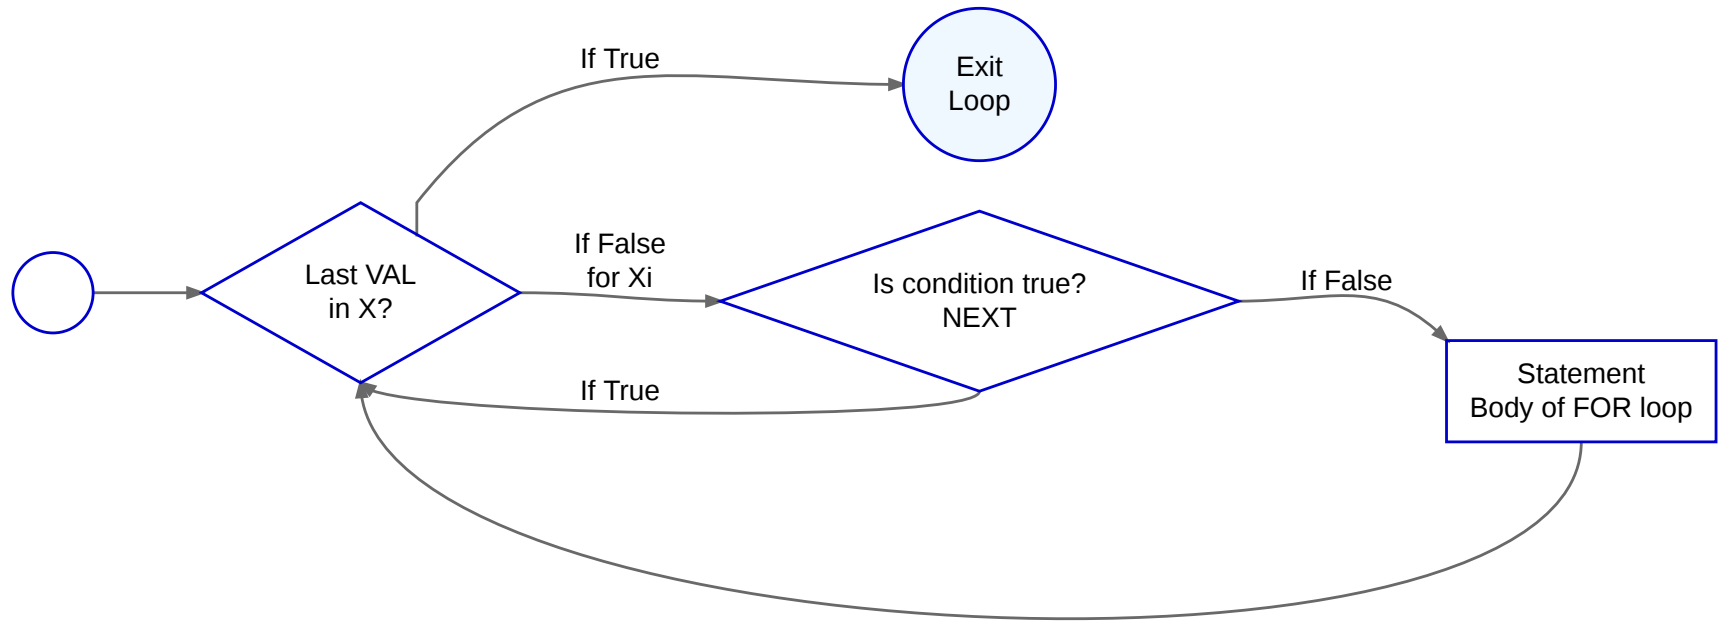 If True
Exit
Loop
Last VAL
in X?
If False
for Xi
Is condition true?
NEXT
If False
If True
Statement
Body of FOR loop